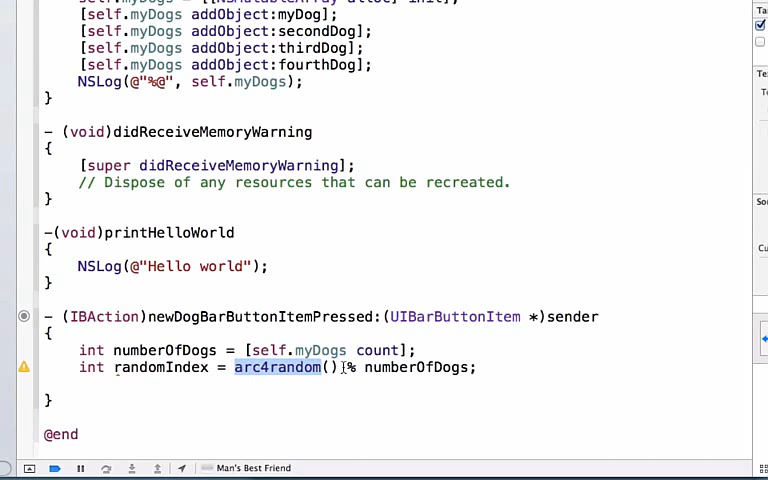 [self.myDogs addObject:myDog];
[self.myDogs addObject:secondDog];
[self.myDogs addObject:thirdDog];
[self.myDogs addObject:fourthDog];
NSLog(@"%@", self.myDogs);
}
- (void)didReceiveMemoryWarning
{
[super didReceiveMemoryWarning];
// Dispose of any resources that can be recreated.
}
-(void)printHelloWorld
{
NSLog(@"Hello world");
}
- (IBAction)newDogBarButtonItemPressed:(UIBarButtonItem *)sender
{
int numberOfDogs = [self.myDogs count];
int randomIndex = arc4random() % numberOfDogs;
}
@end
Man's Best Friend